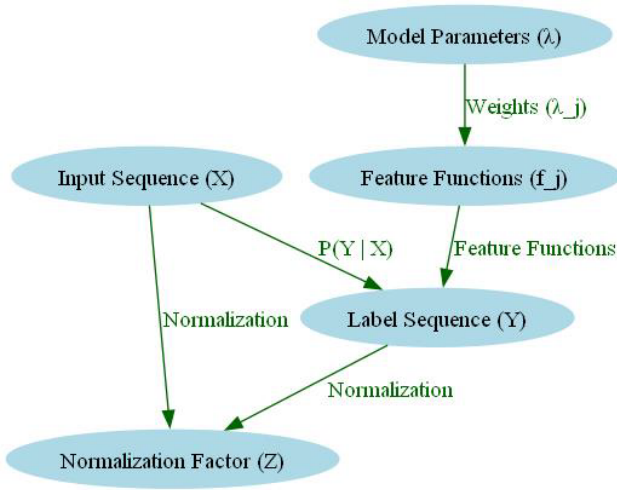 Model Parameters (λ)
Weights (λ_j)
Input Sequence (X)
Feature Functions (f_j)
P(Y | X)
Feature Functions
Normalization
Label Sequence (Y)
Normalization
Normalization Factor (Z)